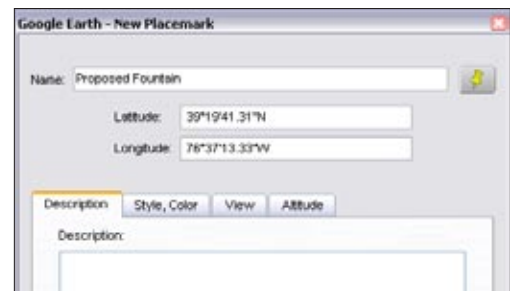 Google Earth - New Placemark
Name: Proposed Fountain
Latitude: 39°19'41.31"N
Longitude: 76°37'13.33"W
Description Style, Color View Altitude
Description: